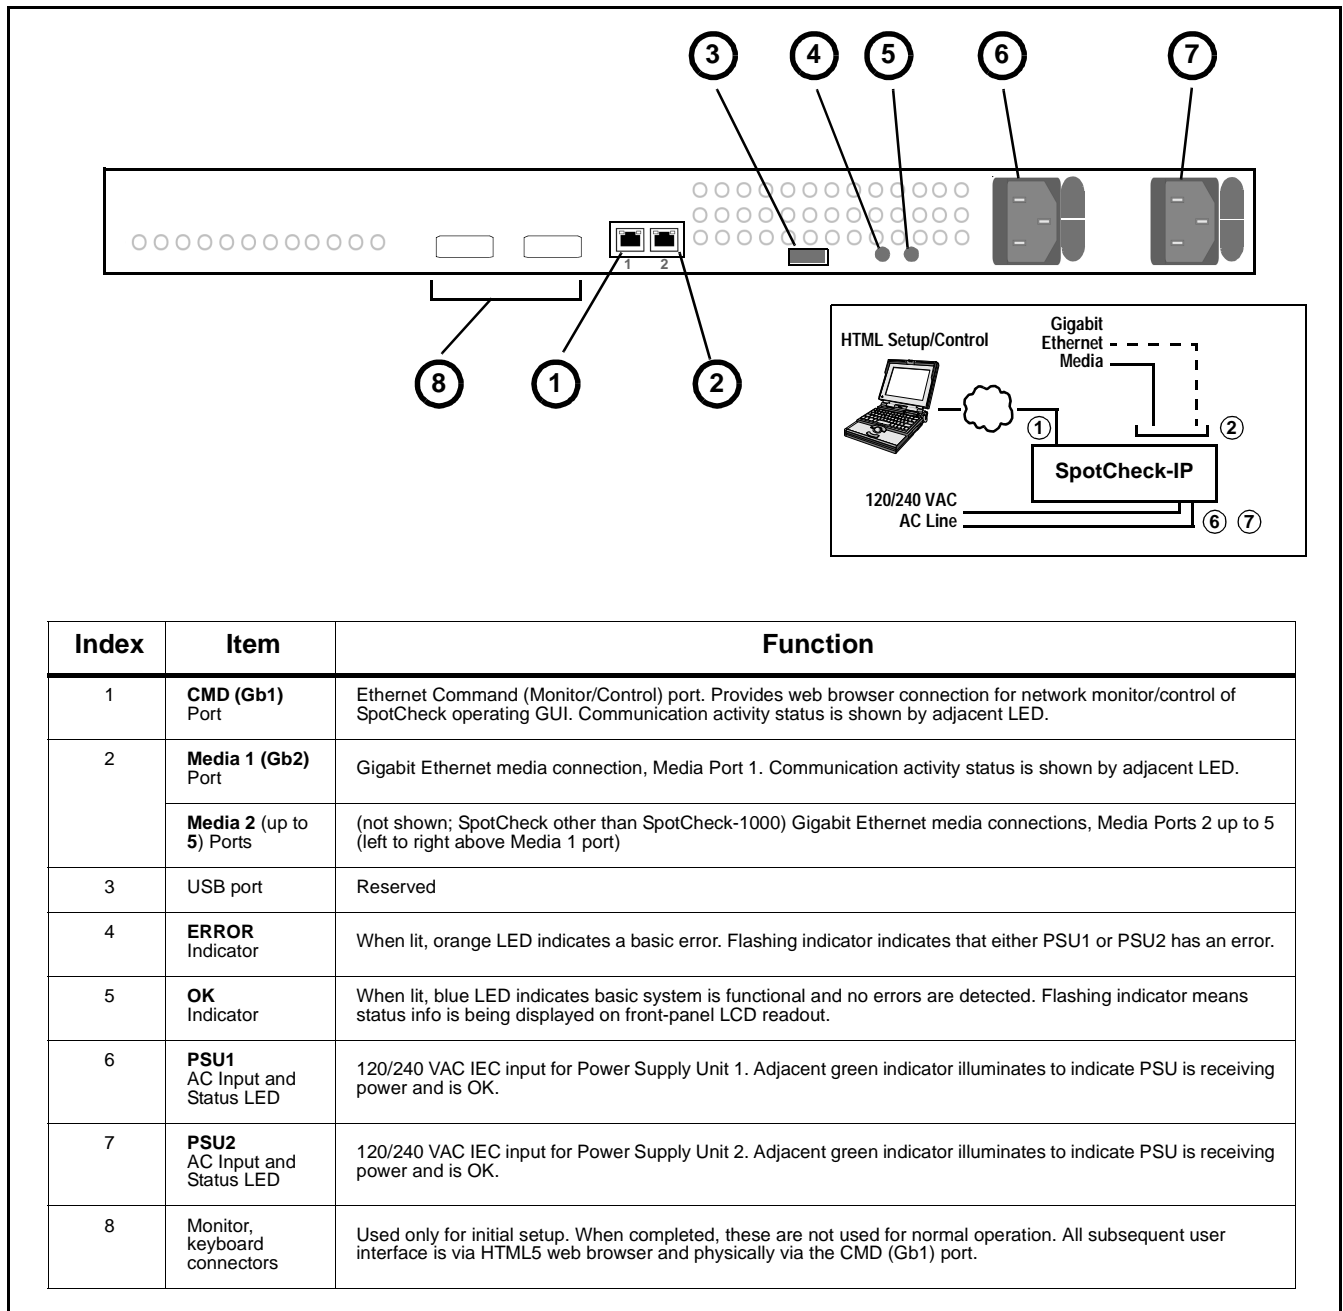 3
4
5
6
7
1 2
8
1
2
HTML Setup/Control
Gigabit
Ethernet
Media
1
2
SpotCheck-IP
120/240 VAC
AC Line
6 7
Index Item Function
1 CMD (Gb1)
Port
Ethernet Command (Monitor/Control) port. Provides web browser connection for network monitor/control of
SpotCheck operating GUI. Communication activity status is shown by adjacent LED.
2 Media 1 (Gb2)
Port
Gigabit Ethernet media connection, Media Port 1. Communication activity status is shown by adjacent LED.
Media 2 (up to
5) Ports
(not shown; SpotCheck other than SpotCheck-1000) Gigabit Ethernet media connections, Media Ports 2 up to 5
(left to right above Media 1 port)
3 USB port Reserved
4 ERROR
Indicator
When lit, orange LED indicates a basic error. Flashing indicator indicates that either PSU1 or PSU2 has an error.
5 OK
Indicator
When lit, blue LED indicates basic system is functional and no errors are detected. Flashing indicator means
status info is being displayed on front-panel LCD readout.
6 PSU1
AC Input and
Status LED
120/240 VAC IEC input for Power Supply Unit 1. Adjacent green indicator illuminates to indicate PSU is receiving
power and is OK.
7 PSU2
AC Input and
Status LED
120/240 VAC IEC input for Power Supply Unit 2. Adjacent green indicator illuminates to indicate PSU is receiving
power and is OK.
8 Monitor,
keyboard
connectors
Used only for initial setup. When completed, these are not used for normal operation. All subsequent user
interface is via HTML5 web browser and physically via the CMD (Gb1) port.